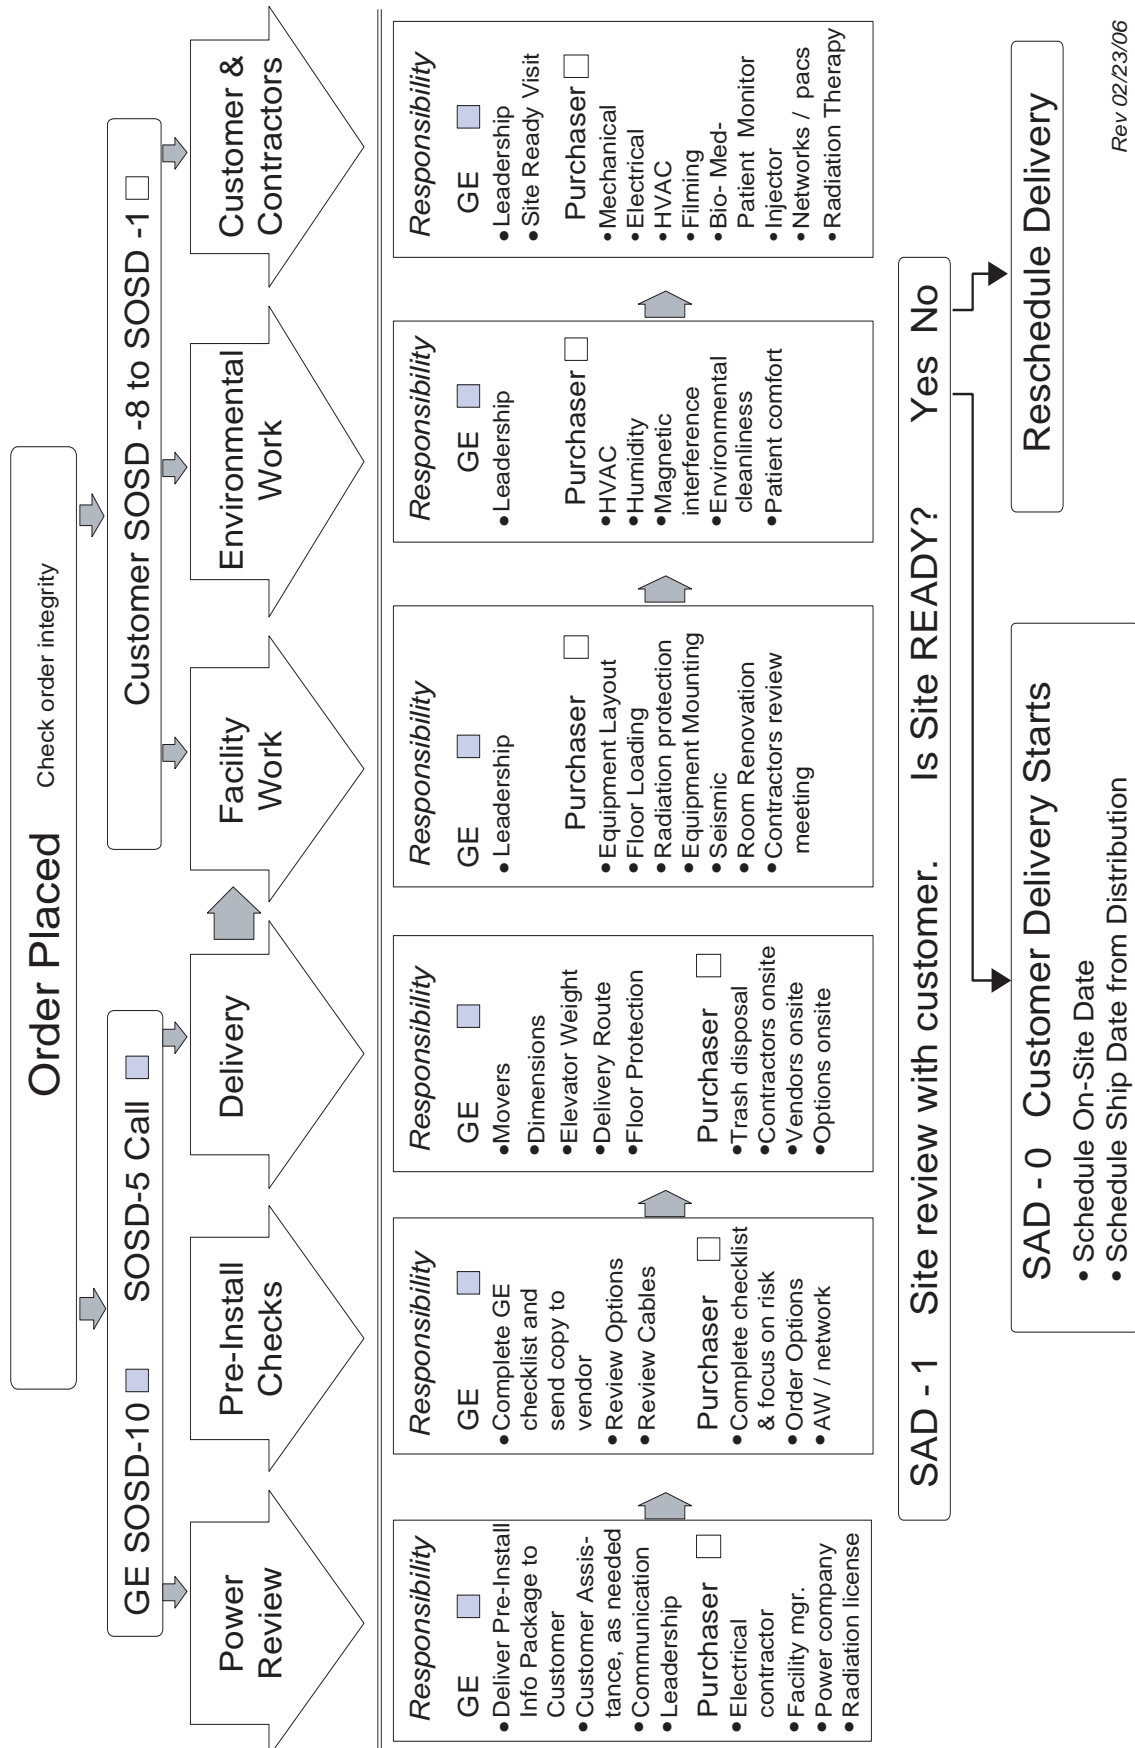 Order Placed Check order integrity
GE SOSD-10 SOSD-5 Call
Customer SOSD -8 to SOSD -1
Power
Review
Pre-Install
Checks
Delivery
Facility
Work
Environmental
Work
Customer &
Contractors
Responsibility
GE
• Deliver Pre-Install
Info Package to
Customer
• Customer Assis-
tance, as needed
• Communication
• Leadership
Purchaser
• Electrical
contractor
• Facility mgr.
• Power company
• Radiation license
Responsibility
GE
• Complete GE
checklist and
send copy to
vendor
• Review Options
• Review Cables
Purchaser
• Complete checklist
& focus on risk
• Order Options
• AW / network
Responsibility
GE
• Movers
• Dimensions
• Elevator Weight
• Delivery Route
• Floor Protection
Purchaser
• Trash disposal
• Contractors onsite
• Vendors onsite
• Options onsite
Responsibility
GE
• Leadership
Purchaser
• Equipment Layout
• Floor Loading
• Radiation protection
• Equipment Mounting
• Seismic
• Room Renovation
• Contractors review
meeting
Responsibility
GE
• Leadership
Purchaser
• HVAC
• Humidity
• Magnetic
interference
• Environmental
cleanliness
• Patient comfort
Responsibility
GE
• Leadership
• Site Ready Visit
Purchaser
• Mechanical
• Electrical
• HVAC
• Filming
• Bio- Med-
Patient Monitor
• Injector
• Networks / pacs
• Radiation Therapy
SAD - 1 Site review with customer. Is Site READY? Yes No
SAD - 0 Customer Delivery Starts
• Schedule On-Site Date
• Schedule Ship Date from Distribution
Reschedule Delivery
Rev 02/23/06